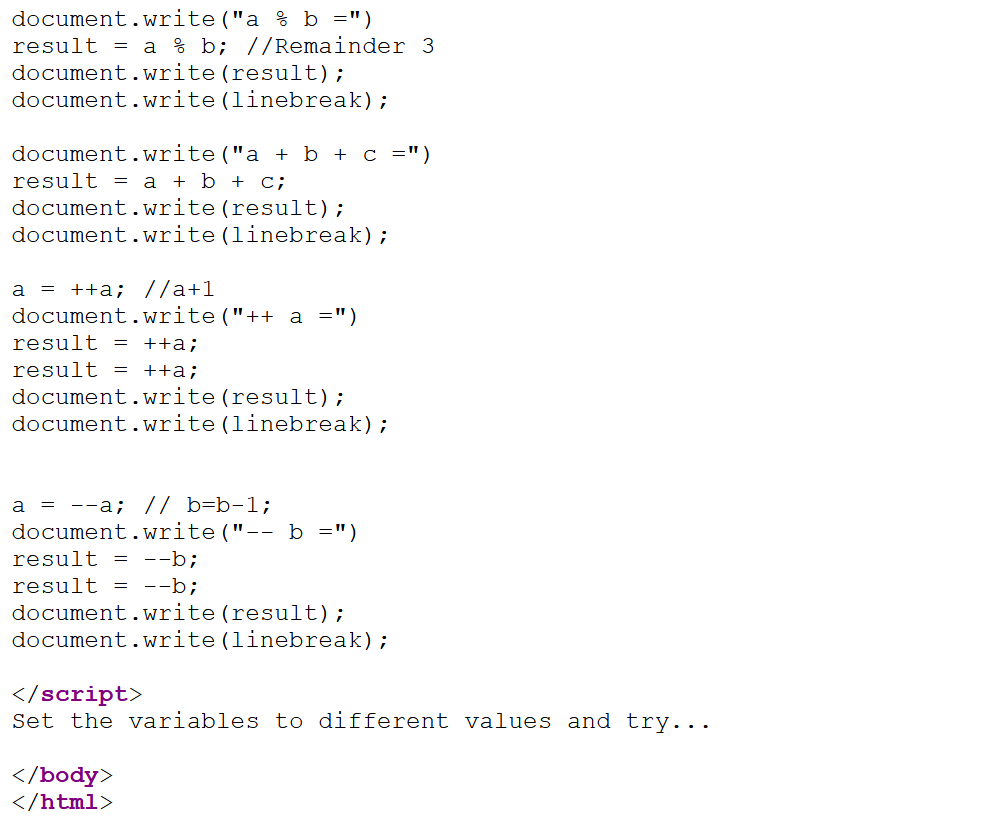 document.write("a % b =")
result = a % b; //Remainder 3
document.write(result);
document.write(linebreak);

document.write("a + b + c =")
result = a + b + c;
document.write(result);
document.write(linebreak);

a = ++a; //a+1
document.write("++ a =")
result = ++a;
result = ++a;
document.write(result);
document.write(linebreak);

a = --a; // b=b-1;
document.write("-- b =")
result = --b;
result = --b;
document.write(result);
document.write(linebreak);

</script>
Set the variables to different values and try...

</body>
</html>